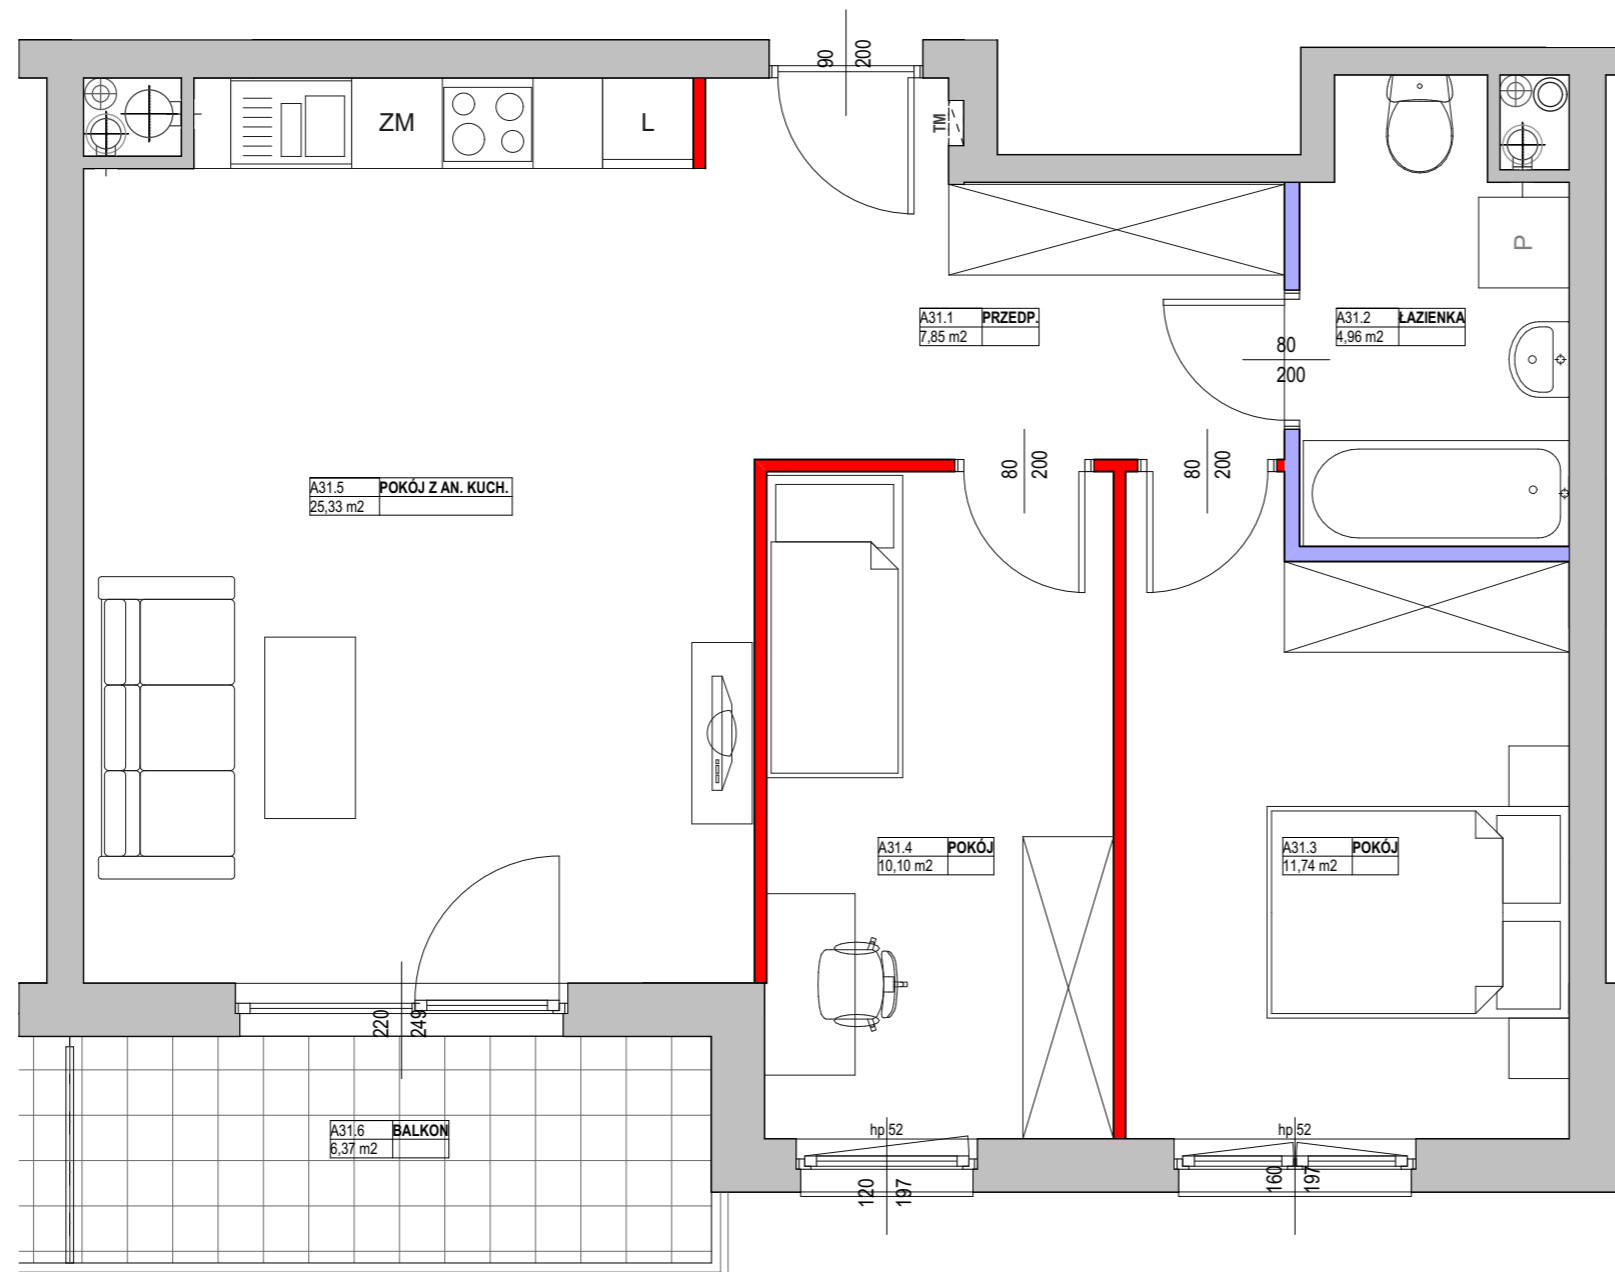 90
200
ZM
L
TM
P
A31.1 PRZEDP.
7,85 m2
A31.2 ŁAZIENKA
4,96 m2
80
200
80
200
80
200
A31.5 POKÓJ Z AN. KUCH.
25,33 m2
A31.4 POKÓJ
10,10 m2
A31.3 POKÓJ
11,74 m2
220
249
A31.6 BALKON
6,37 m2
hp 52
120
197
hp 52
160
197